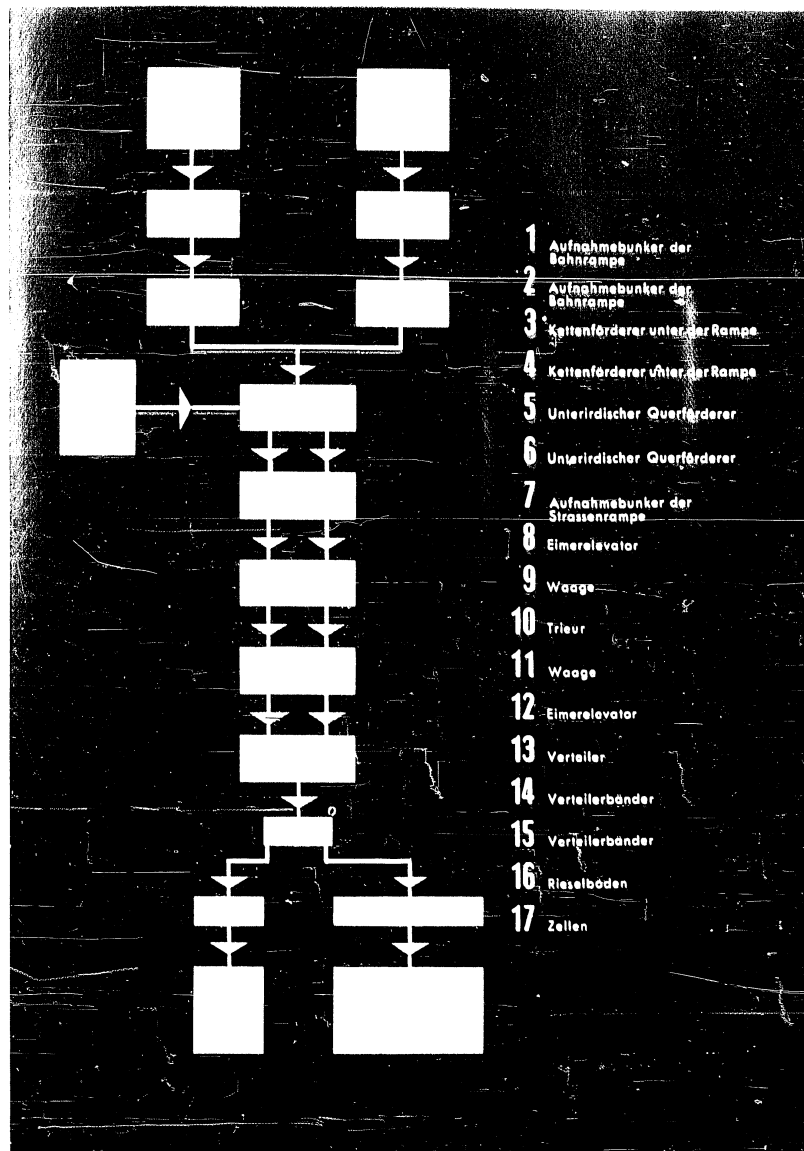 1 Aufnahmebunker der
Bahnrampe
2 Aufnahmebunker der
Bahnrampe
3 Kettenförderer unter der Rampe
4 Kettenförderer unter der Rampe
5 Unterirdischer Querförderer
6 Unterirdischer Querförderer
7 Aufnahmebunker der
Strassenrampe
8 Eimerelevator
9 Waage
10 Trieur
11 Waage
12 Eimerelevator
13 Verteiler
14 Verteilerbänder
15 Verteilerbänder
16 Rieselböden
17 Zellen